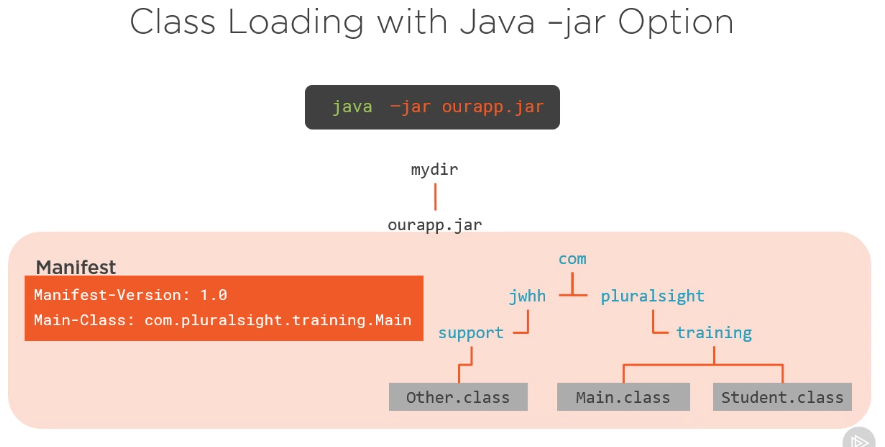 Class Loading with Java –jar Option
java –jar ourapp.jar
mydir
ourapp.jar
Manifest
Manifest-Version: 1.0
Main-Class: com.pluralsight.training.Main
com
jwhh pluralsight
support training
Other.class Main.class Student.class